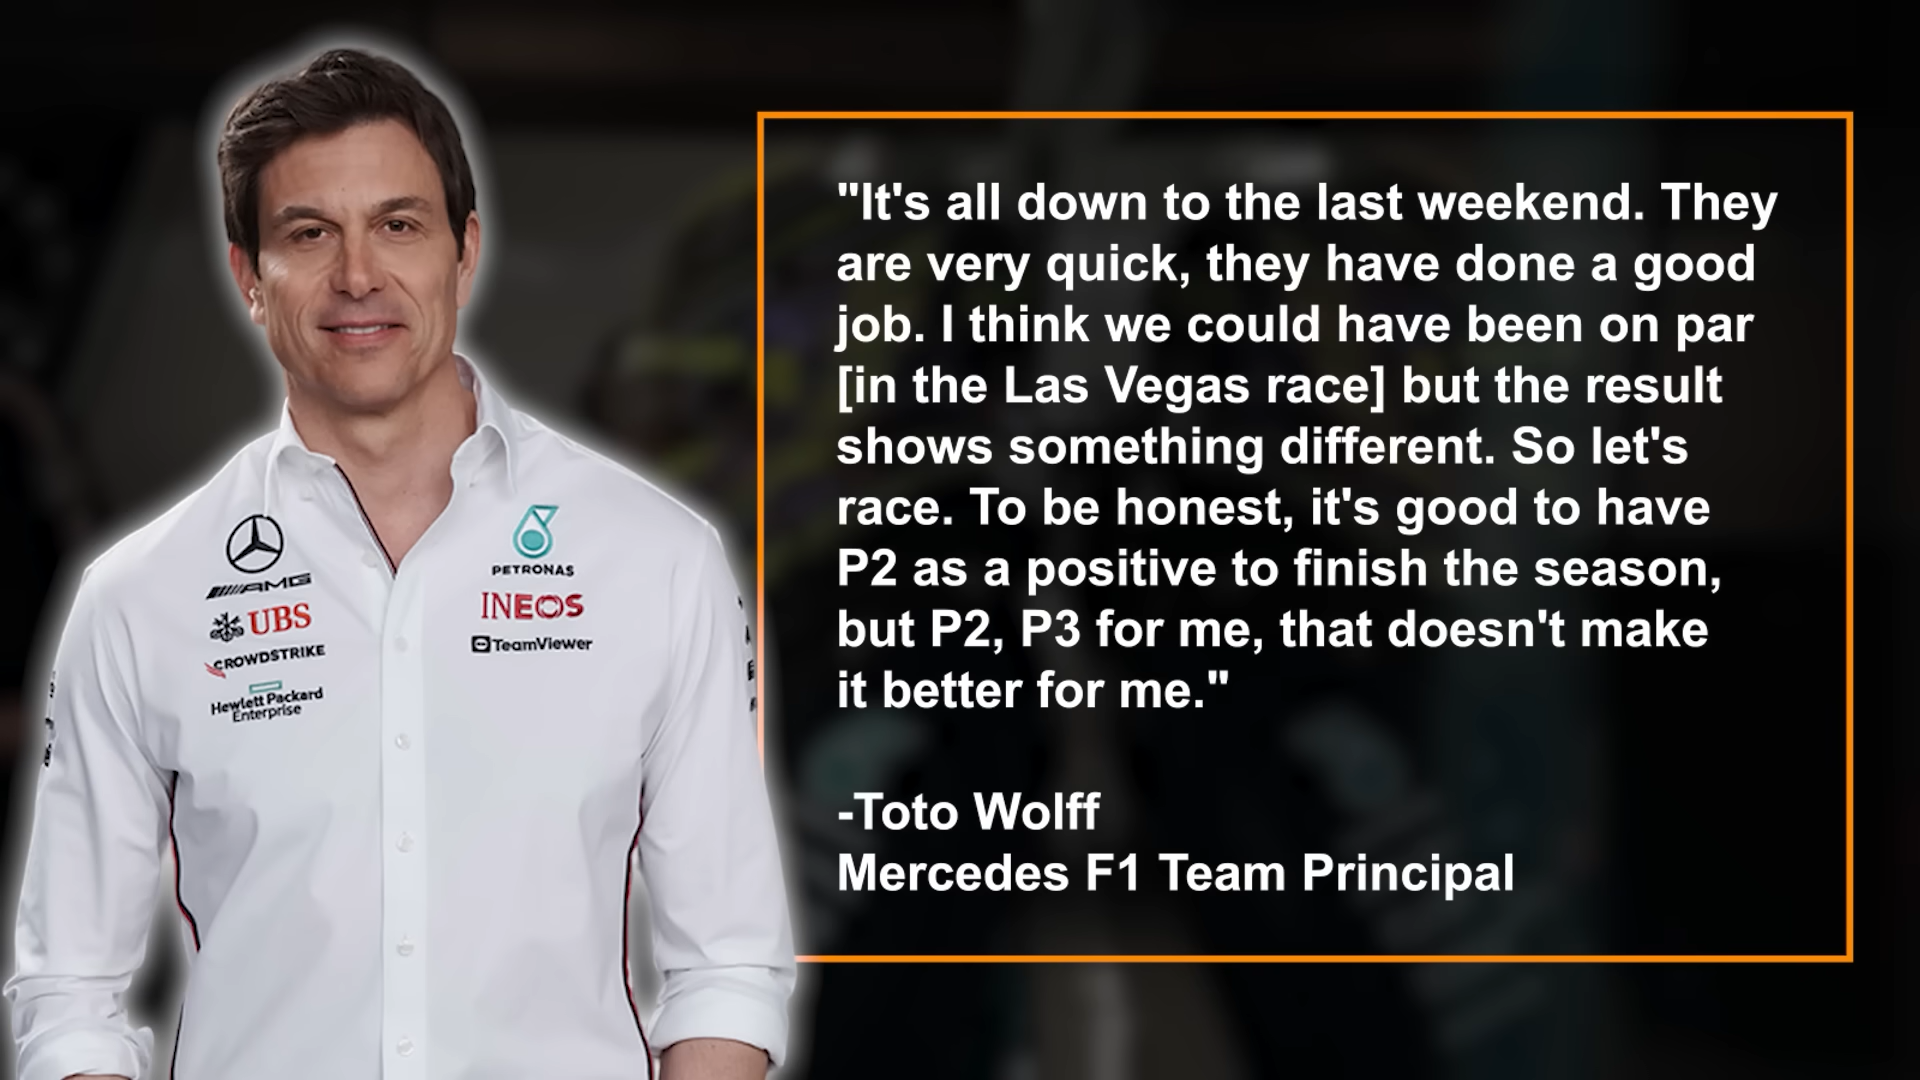 "It's all down to the last weekend. They
are very quick, they have done a good
job. I think we could have been on par
[in the Las Vegas race] but the result
shows something different. So let's
race. To be honest, it's good to have
P2 as a positive to finish the season,
but P2, P3 for me, that doesn't make
it better for me."
-Toto Wolff
Mercedes F1 Team Principal
AMG
UBS
CROWDSTRIKE
Hewlett Packard
Enterprise
PETRONAS
INEOS
TeamViewer